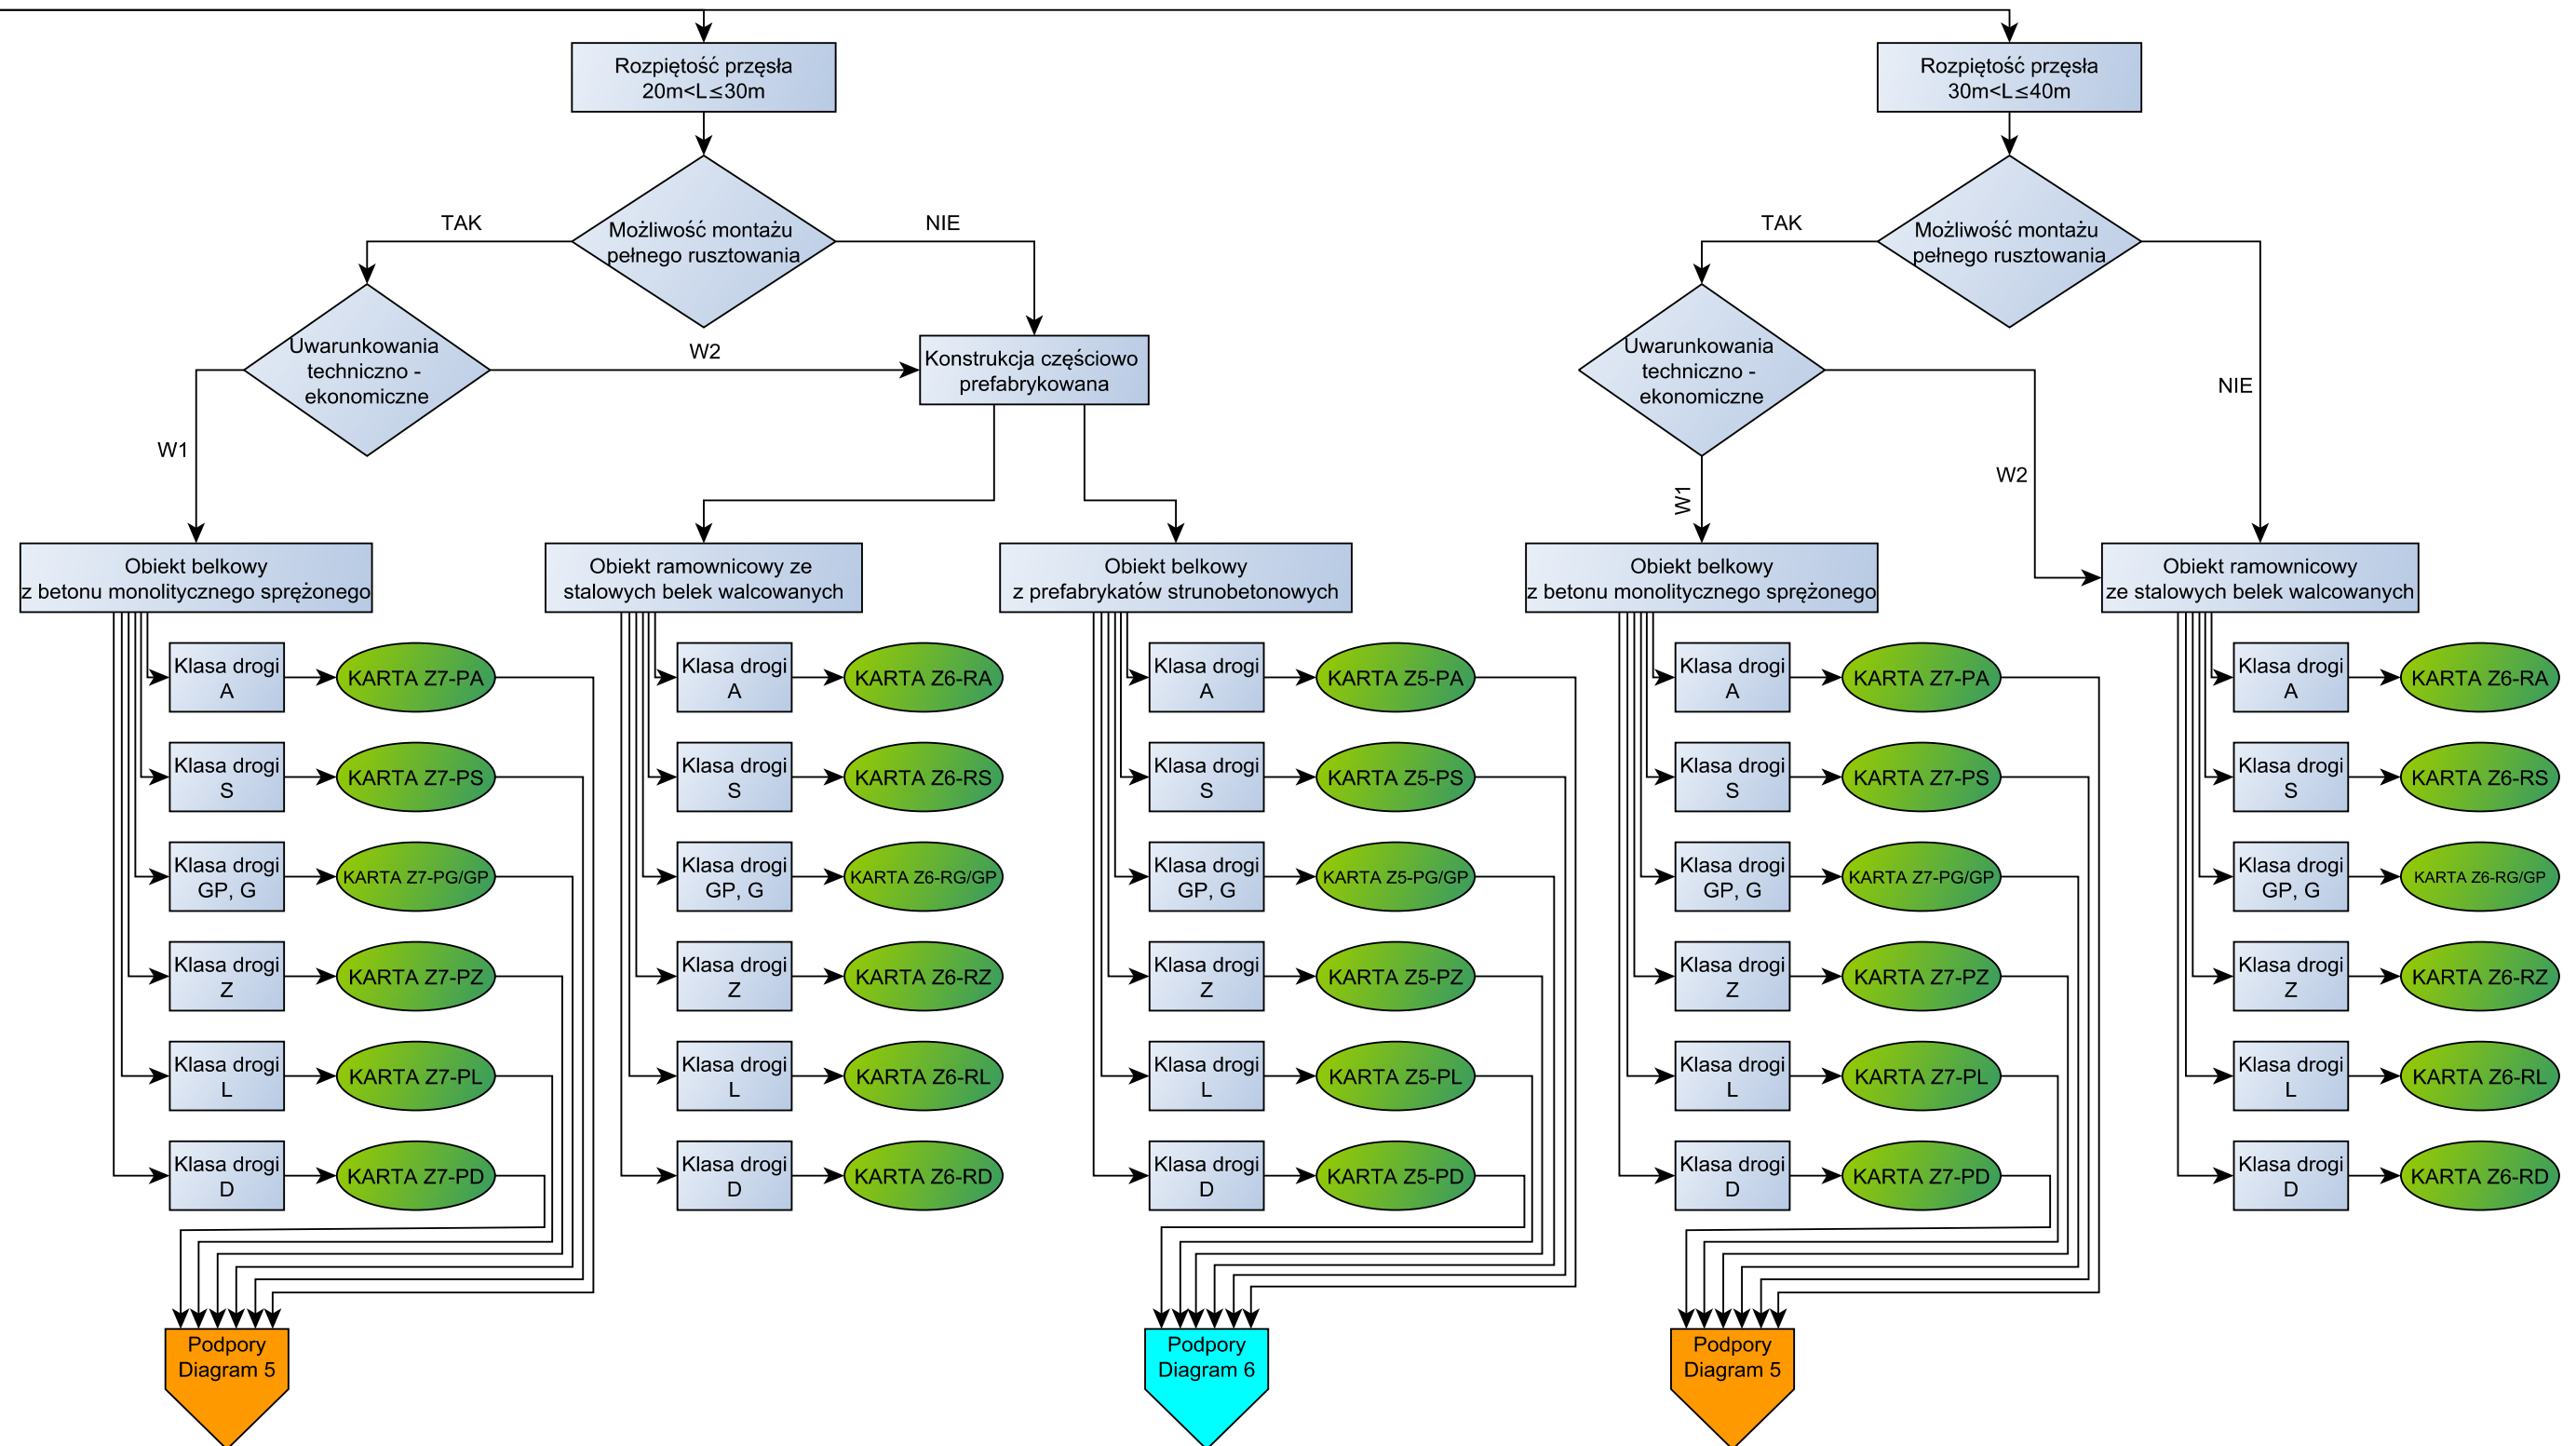 Rozpiętość przęsła
20m<L≤30m
Rozpiętość przęsła
30m<L≤40m
TAK
Możliwość montażu
pełnego rusztowania
NIE
TAK
Możliwość montażu
pełnego rusztowania
NIE
Uwarunkowania
techniczno -
ekonomiczne
W1
W2
Konstrukcja częściowo
prefabrykowana
Uwarunkowania
techniczno -
ekonomiczne
W1
W2
Obiekt belkowy
z betonu monolitycznego sprężonego
Klasa drogi
A
KARTA Z7-PA
Klasa drogi
S
KARTA Z7-PS
Klasa drogi
GP, G
KARTA Z7-PG/GP
Klasa drogi
Z
KARTA Z7-PZ
Klasa drogi
L
KARTA Z7-PL
Klasa drogi
D
KARTA Z7-PD
Podpory
Diagram 5
Obiekt ramownicowy ze
stalowych belek walcowanych
Klasa drogi
A
KARTA Z6-RA
Klasa drogi
S
KARTA Z6-RS
Klasa drogi
GP, G
KARTA Z6-RG/GP
Klasa drogi
Z
KARTA Z6-RZ
Klasa drogi
L
KARTA Z6-RL
Klasa drogi
D
KARTA Z6-RD
Obiekt belkowy
z prefabrykatów strunobetonowych
Klasa drogi
A
KARTA Z5-PA
Klasa drogi
S
KARTA Z5-PS
Klasa drogi
GP, G
KARTA Z5-PG/GP
Klasa drogi
Z
KARTA Z5-PZ
Klasa drogi
L
KARTA Z5-PL
Klasa drogi
D
KARTA Z5-PD
Podpory
Diagram 6
Obiekt belkowy
z betonu monolitycznego sprężonego
Klasa drogi
A
KARTA Z7-PA
Klasa drogi
S
KARTA Z7-PS
Klasa drogi
GP, G
KARTA Z7-PG/GP
Klasa drogi
Z
KARTA Z7-PZ
Klasa drogi
L
KARTA Z7-PL
Klasa drogi
D
KARTA Z7-PD
Podpory
Diagram 5
Obiekt ramownicowy
ze stalowych belek walcowanych
Klasa drogi
A
KARTA Z6-RA
Klasa drogi
S
KARTA Z6-RS
Klasa drogi
GP, G
KARTA Z6-RG/GP
Klasa drogi
Z
KARTA Z6-RZ
Klasa drogi
L
KARTA Z6-RL
Klasa drogi
D
KARTA Z6-RD